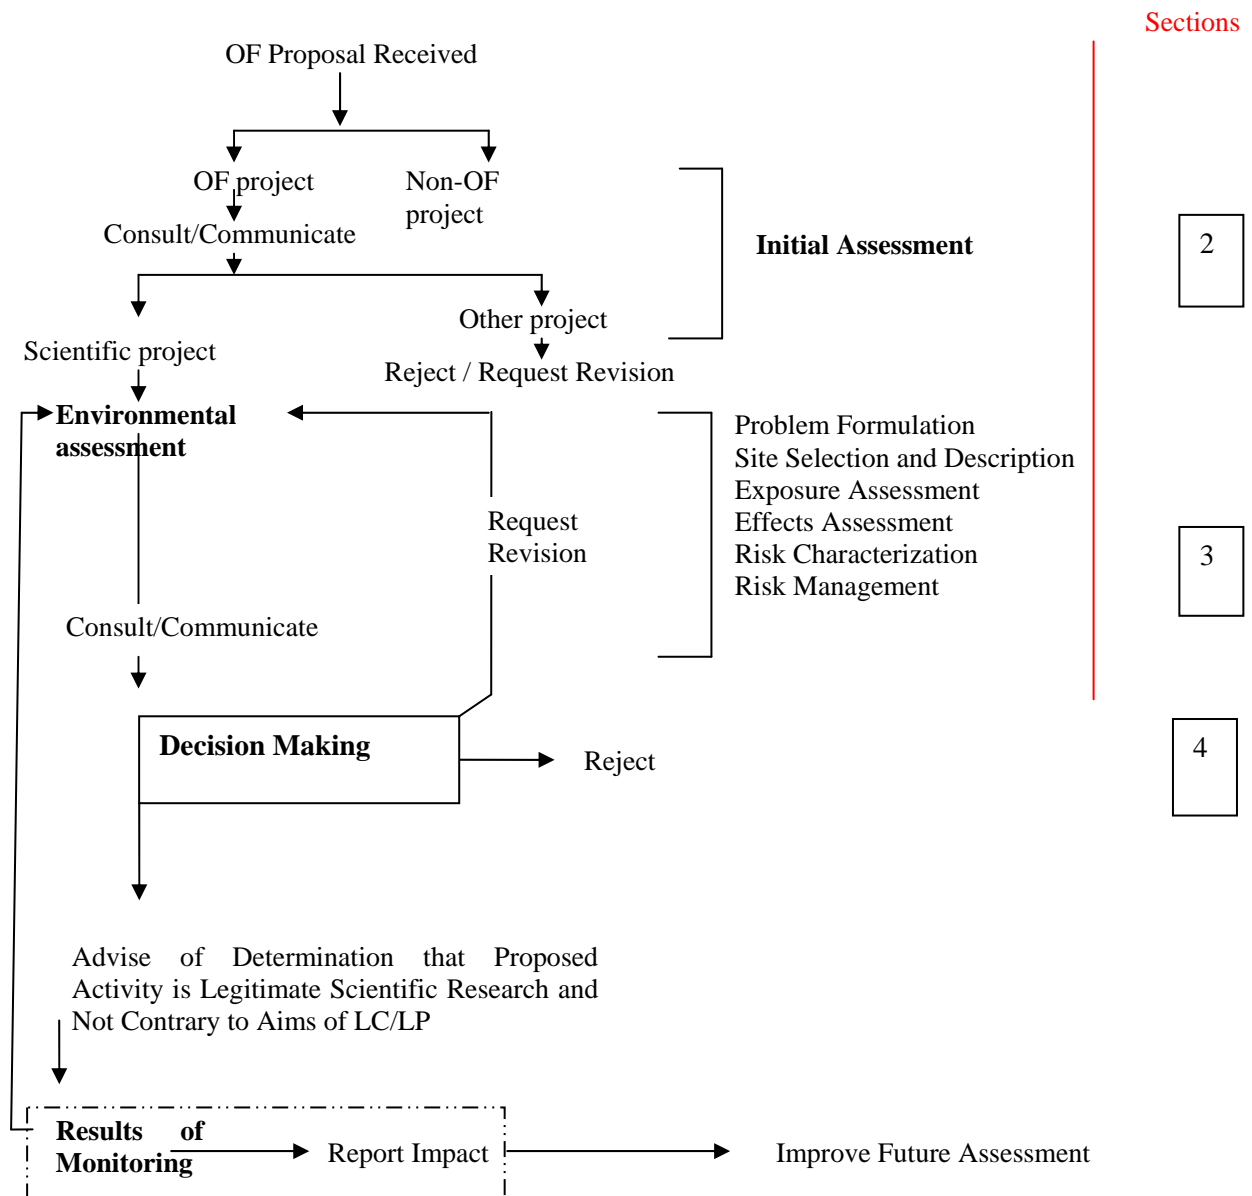 Sections
OF Proposal Received
OF project
Non-OF
project
Consult/Communicate
Initial Assessment
2
Other project
Scientific project
Reject / Request Revision
Environmental
assessment
Problem Formulation
Site Selection and Description
Exposure Assessment
Effects Assessment
Risk Characterization
Risk Management
Request
Revision
3
Consult/Communicate
Decision Making
Reject
4
Advise of Determination that Proposed
Activity is Legitimate Scientific Research and
Not Contrary to Aims of LC/LP
Results of
Monitoring
Report Impact
Improve Future Assessment